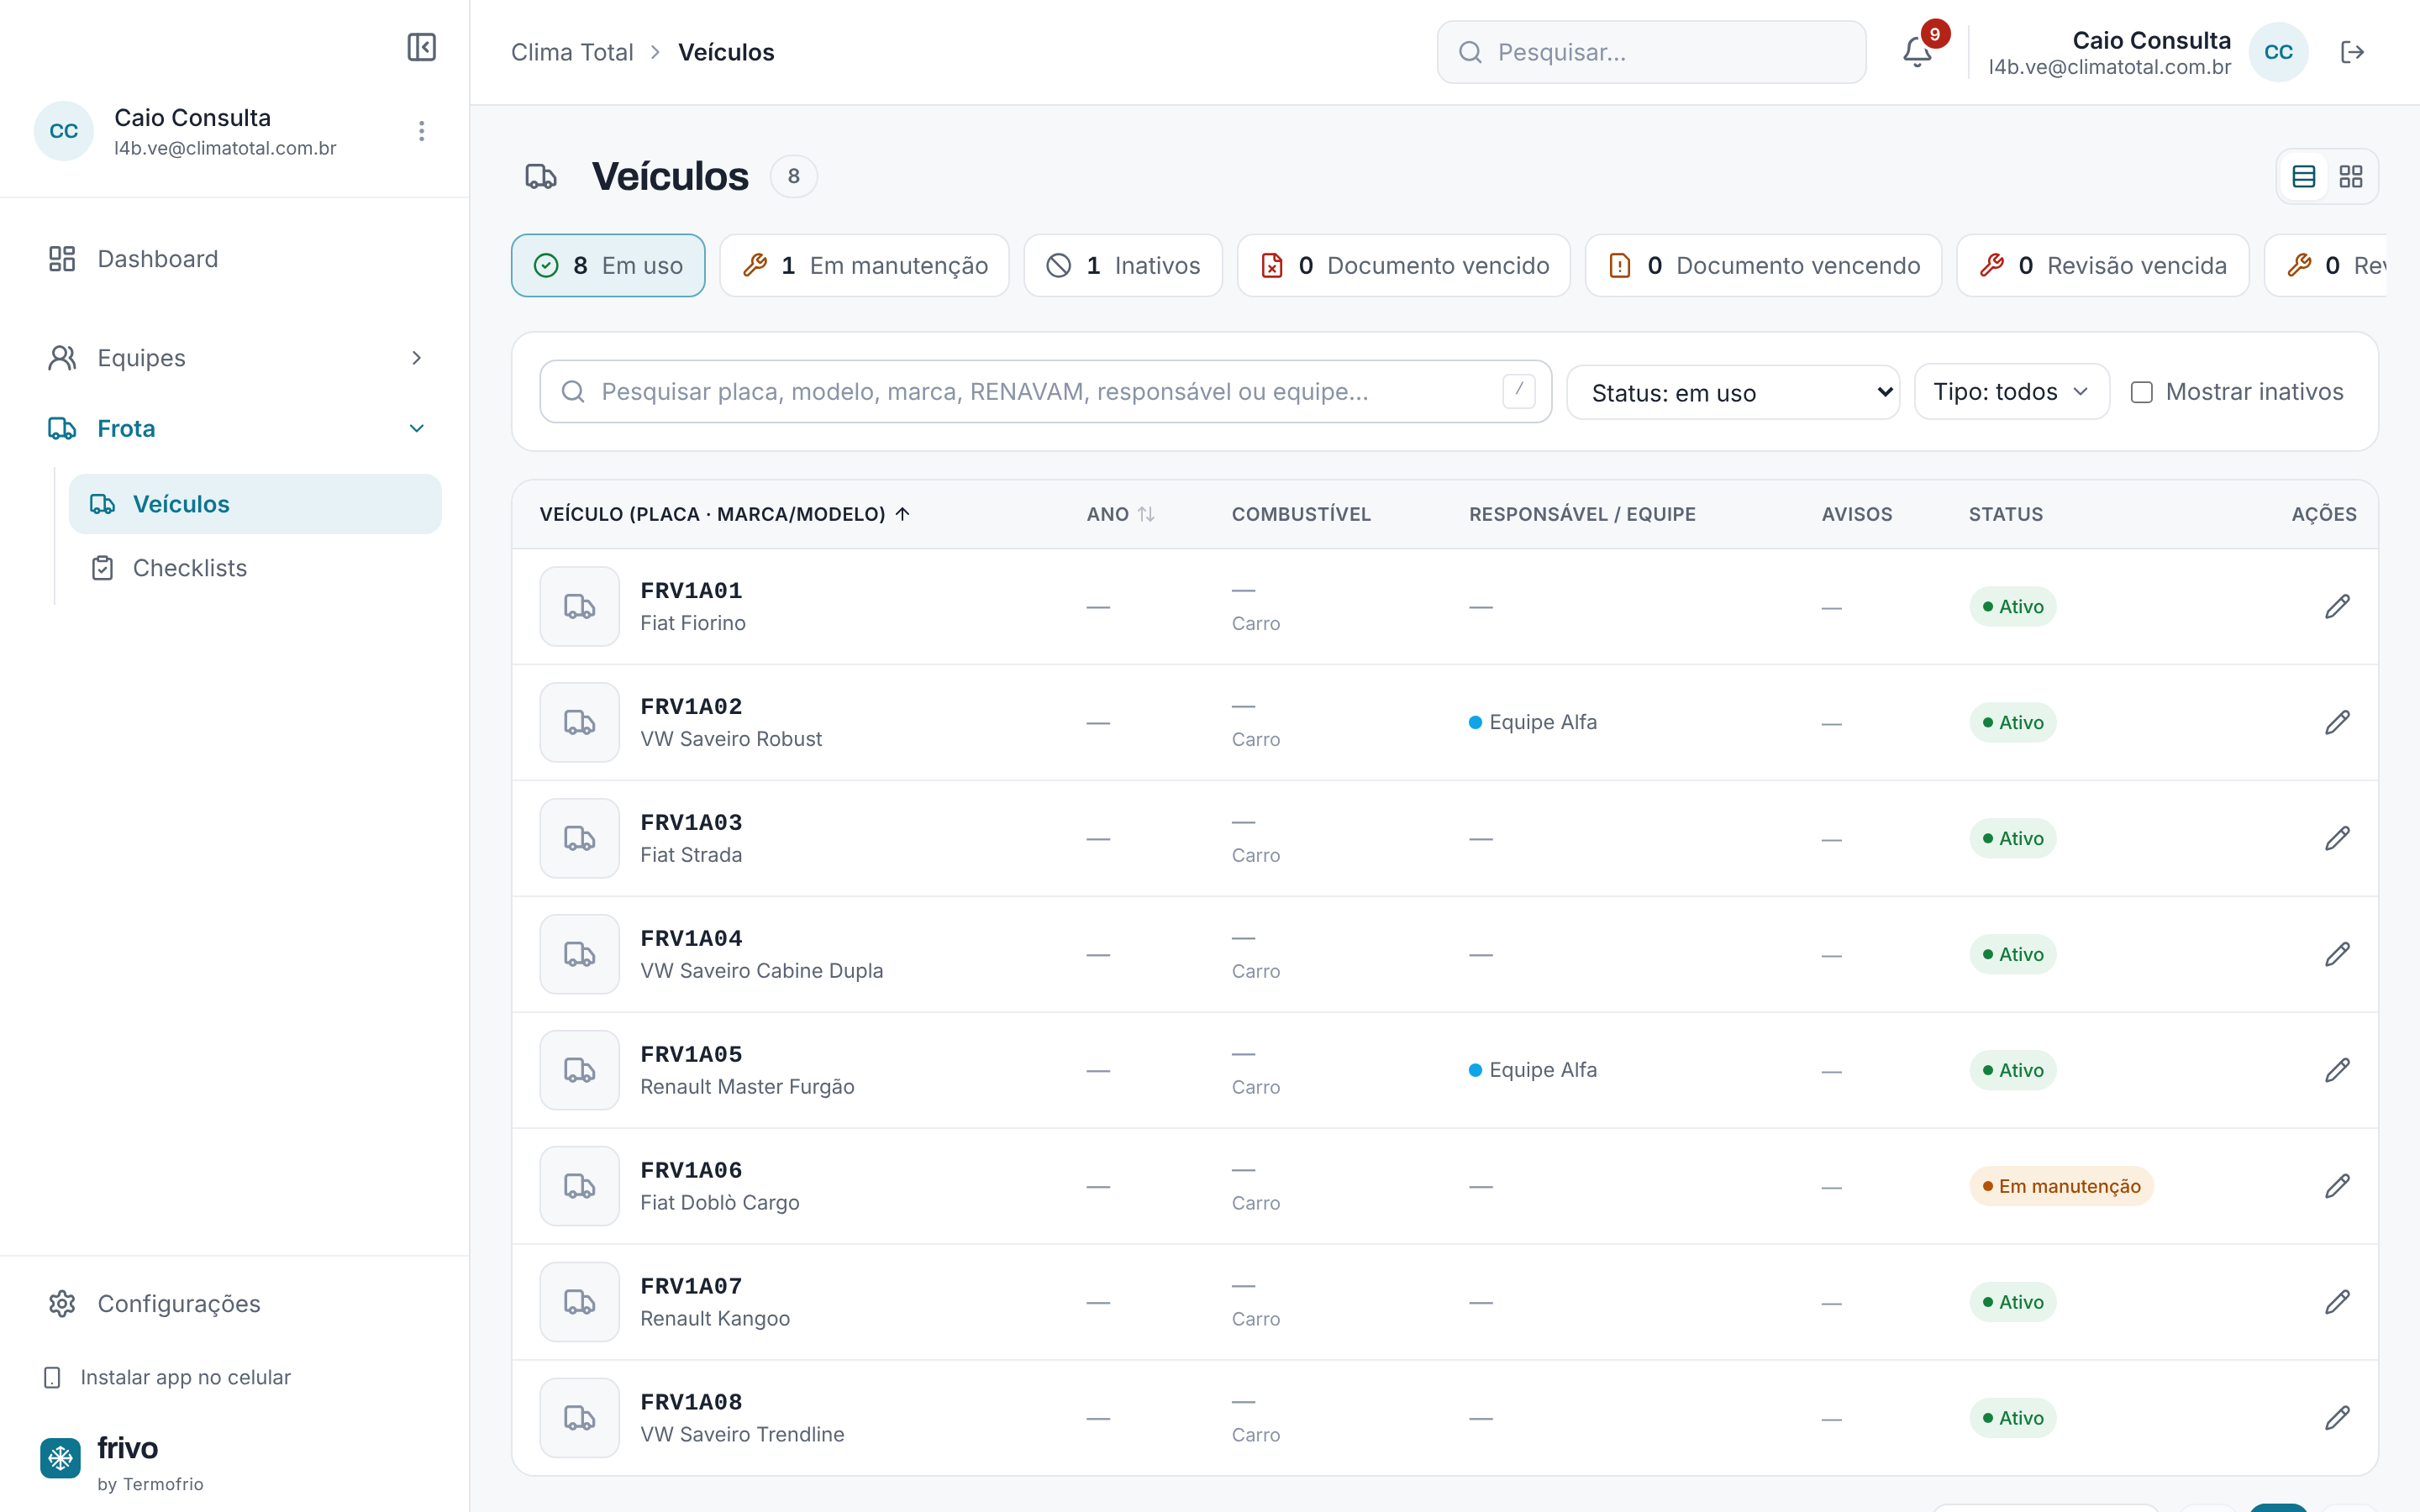 Clima Total > Veículos
Pesquisar...
9
Caio Consulta
l4b.ve@climatotal.com.br
CC
CC
Caio Consulta
l4b.ve@climatotal.com.br
Dashboard
Equipes
Frota
Veículos
Checklists
Configurações
Instalar app no celular
frivo
by Termofrio
Veículos 8
8 Em uso
1 Em manutenção
1 Inativos
0 Documento vencido
0 Documento vencendo
0 Revisão vencida
0 Rev
Pesquisar placa, modelo, marca, RENAVAM, responsável ou equipe... /
Status: em uso
Tipo: todos
Mostrar inativos
VEÍCULO (PLACA · MARCA/MODELO) ↑ ANO COMBUSTÍVEL RESPONSÁVEL / EQUIPE AVISOS STATUS AÇÕES
FRV1A01 —
Fiat Fiorino — Carro — — Ativo
FRV1A02 —
VW Saveiro Robust — Carro Equipe Alfa — Ativo
FRV1A03 —
Fiat Strada — Carro — — Ativo
FRV1A04 —
VW Saveiro Cabine Dupla — Carro — — Ativo
FRV1A05 —
Renault Master Furgão — Carro Equipe Alfa — Ativo
FRV1A06 —
Fiat Doblò Cargo — Carro — — Em manutenção
FRV1A07 —
Renault Kangoo — Carro — — Ativo
FRV1A08 —
VW Saveiro Trendline — Carro — — Ativo